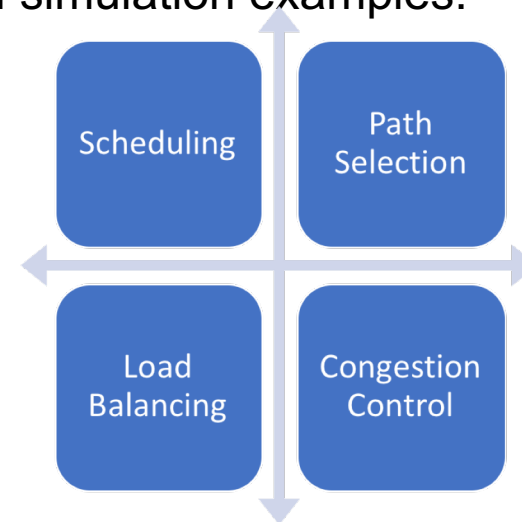 simulation examples:
Scheduling
Path
Selection
Load
Balancing
Congestion
Control